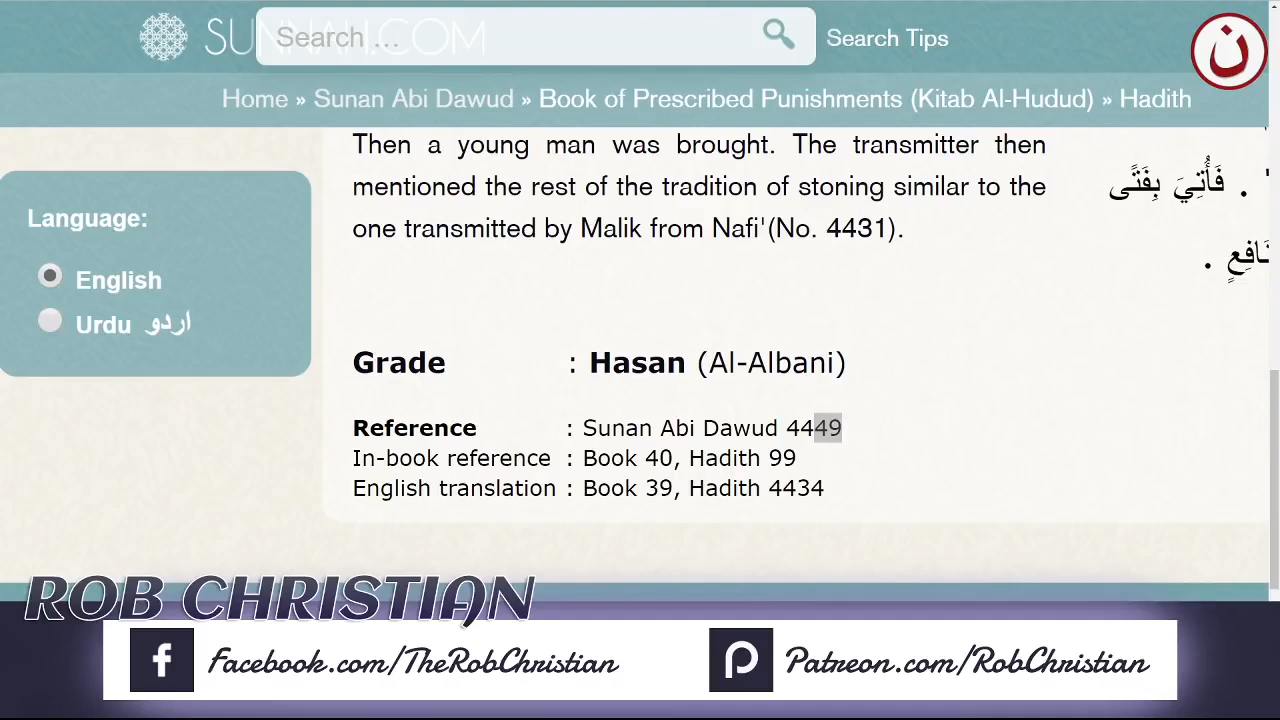 SUNNAH.COM
Search ...
Search Tips
ن
Home » Sunan Abi Dawud » Book of Prescribed Punishments (Kitab Al-Hudud) » Hadith
Then a young man was brought. The transmitter then
mentioned the rest of the tradition of stoning similar to the
one transmitted by Malik from Nafi'(No. 4431).
" . فَأُتِيَ بِفَتًى
نَافِعٍ .
Language:
English
Urdu اردو
Grade : Hasan (Al-Albani)
Reference : Sunan Abi Dawud 4449
In-book reference : Book 40, Hadith 99
English translation : Book 39, Hadith 4434
ROB CHRISTIAN
Facebook.com/TheRobChristian
Patreon.com/RobChristian